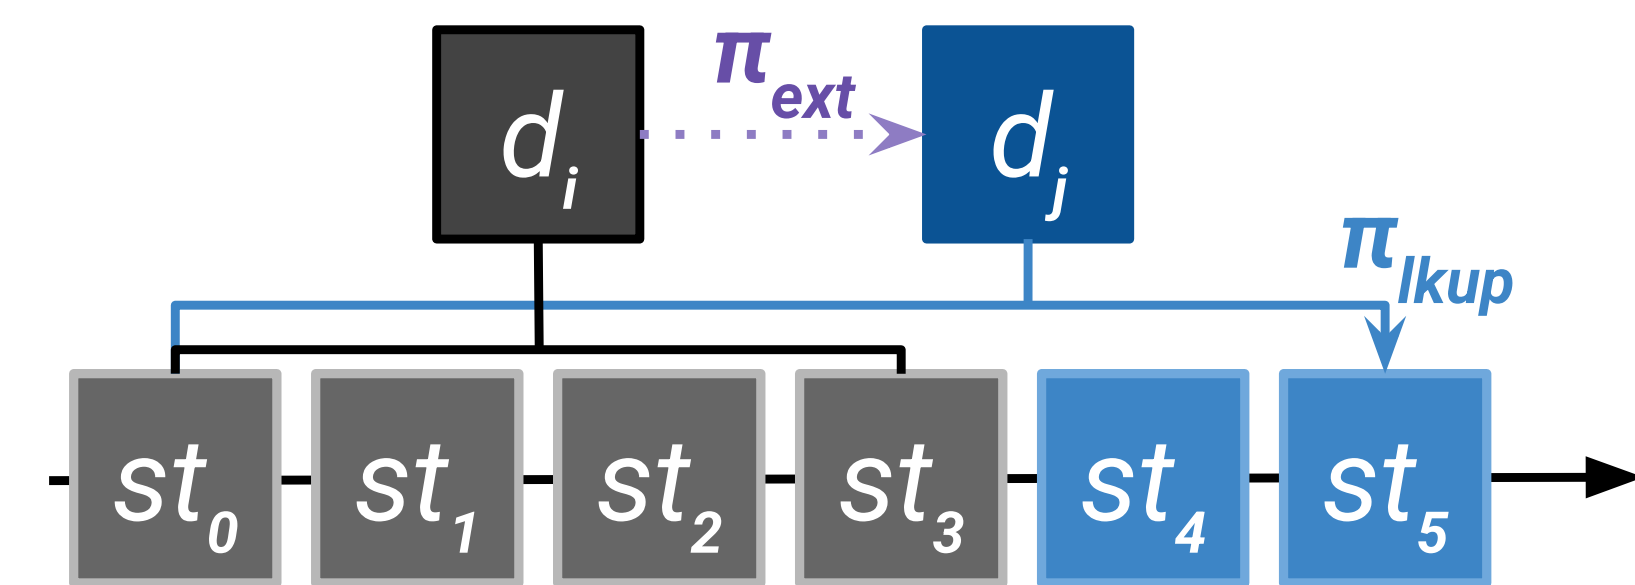 d_i π_ext d_j
π_lkup
st_0 st_1 st_2 st_3 st_4 st_5